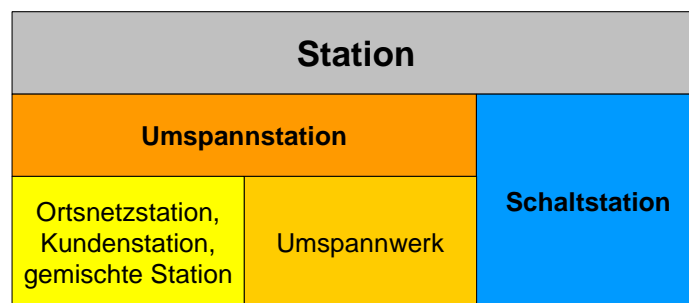 Station
Umspannstation
Schaltstation
Ortsnetzstation,
Kundenstation,
gemischte Station
Umspannwerk